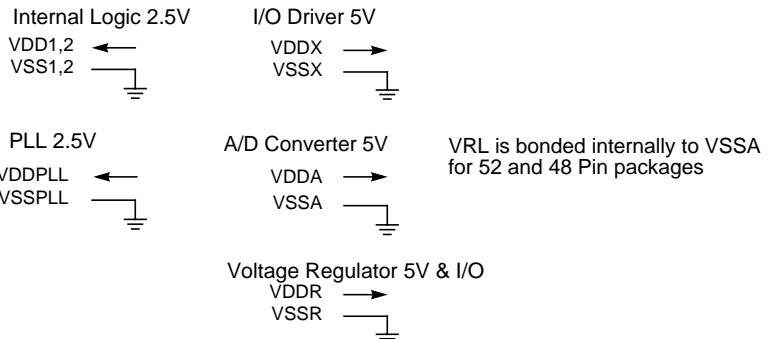 Internal Logic 2.5V
VDD1,2
VSS1,2
I/O Driver 5V
VDDX
VSSX
PLL 2.5V
VDDPLL
VSSPLL
A/D Converter 5V
VDDA
VSSA
VRL is bonded internally to VSSA
for 52 and 48 Pin packages
Voltage Regulator 5V & I/O
VDDR
VSSR